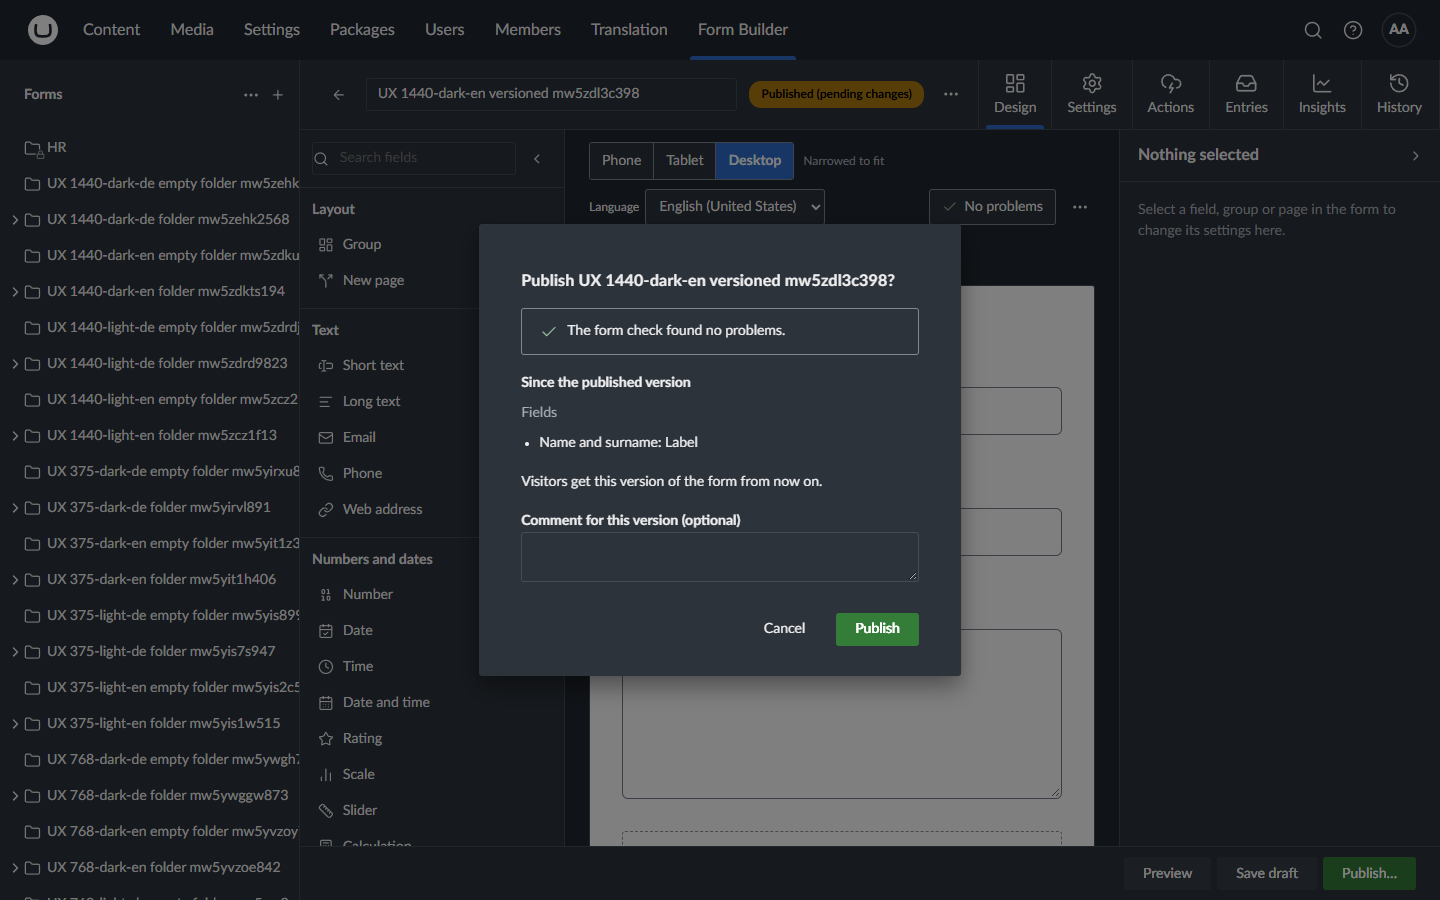 Content
Media
Settings
Packages
Users
Members
Translation
Form Builder
AA
Forms
HR
UX 1440-dark-de empty folder mw5zehk
UX 1440-dark-de folder mw5zehk2568
UX 1440-dark-en empty folder mw5zdku
UX 1440-dark-en folder mw5zdkts194
UX 1440-light-de empty folder mw5zdrdj
UX 1440-light-de folder mw5zdrd9823
UX 1440-light-en empty folder mw5zcz2
UX 1440-light-en folder mw5zcz1f13
UX 375-dark-de empty folder mw5yirxu8
UX 375-dark-de folder mw5yirvl891
UX 375-dark-en empty folder mw5yit1z3
UX 375-dark-en folder mw5yit1h406
UX 375-light-de empty folder mw5yis899
UX 375-light-de folder mw5yis7s947
UX 375-light-en empty folder mw5yis2c5
UX 375-light-en folder mw5yis1w515
UX 768-dark-de empty folder mw5ywgh7
UX 768-dark-de folder mw5ywggw873
UX 768-dark-en empty folder mw5yvzoy
UX 768-dark-en folder mw5yvzoe842
UX 1440-dark-en versioned mw5zdl3c398
Published (pending changes)
Design
Settings
Actions
Entries
Insights
History
Search fields
Layout
Group
New page
Text
Short text
Long text
Email
Phone
Web address
Numbers and dates
Number
Date
Time
Date and time
Rating
Scale
Slider
Calculation
Phone
Tablet
Desktop
Narrowed to fit
Language
English (United States)
No problems
Nothing selected
Select a field, group or page in the form to
change its settings here.
Publish UX 1440-dark-en versioned mw5zdl3c398?
The form check found no problems.
Since the published version
Fields
• Name and surname: Label
Visitors get this version of the form from now on.
Comment for this version (optional)
Cancel
Publish
Preview
Save draft
Publish...